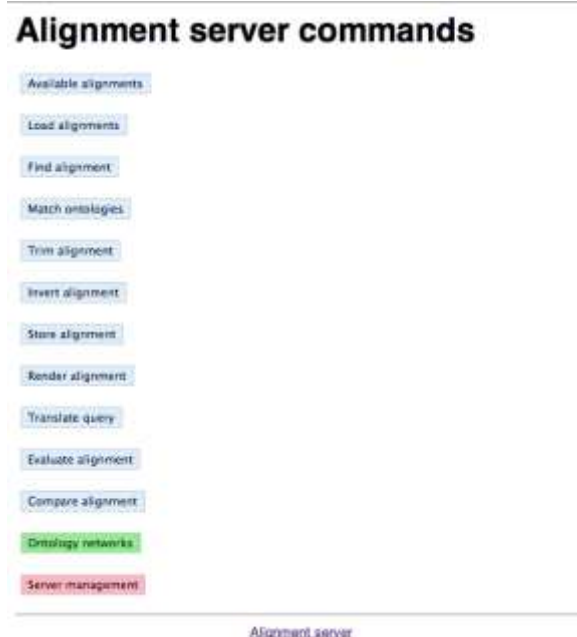 Alignment server commands
Available alignments
Load alignments
Find alignment
Match ontologies
Trim alignment
Invert alignment
Store alignment
Render alignment
Translate query
Evaluate alignment
Compare alignment
Ontology networks
Server management
Alignment server